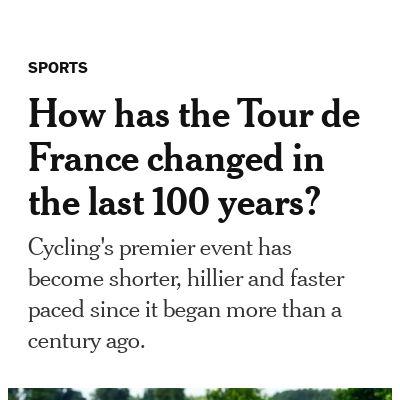 SPORTS
How has the Tour de
France changed in
the last 100 years?
Cycling's premier event has
become shorter, hillier and faster
paced since it began more than a
century ago.